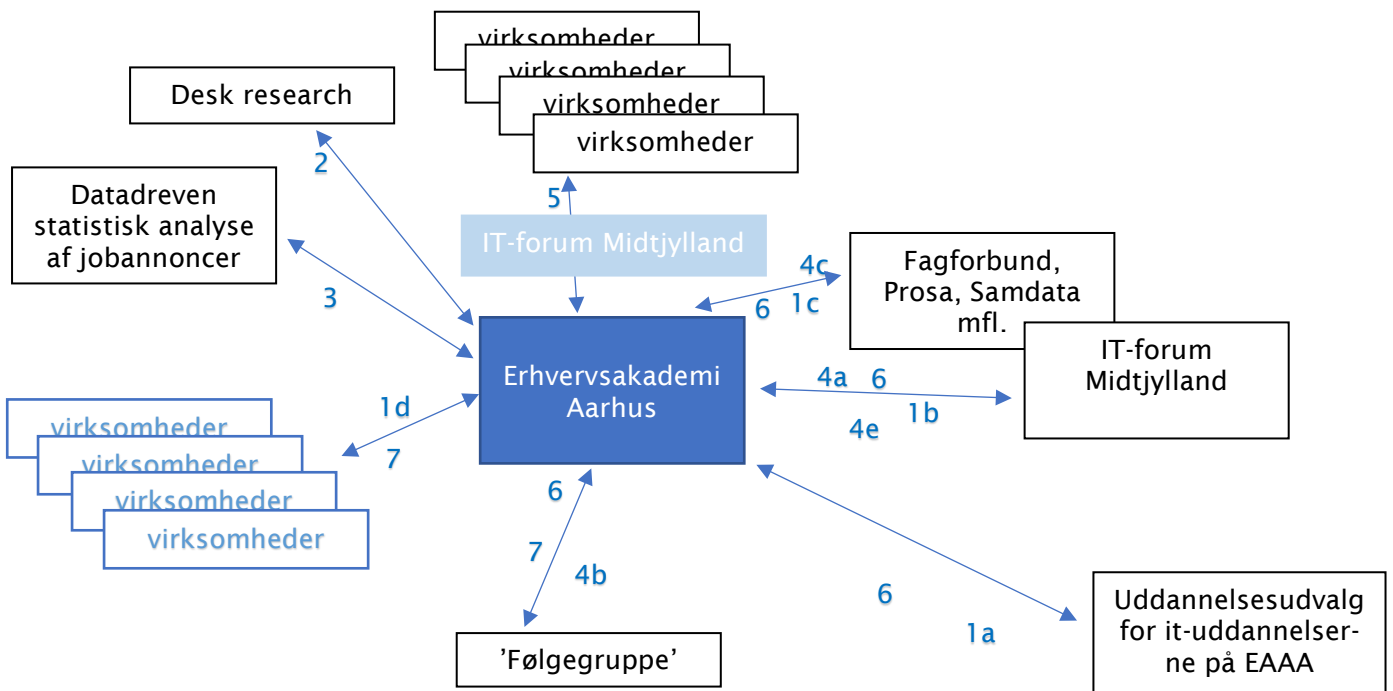 virksomheder
virksomheder
virksomheder
virksomheder
Desk research
2
Datadreven
statistisk analyse
af jobannoncer
3
5
IT-forum Midtjylland
4c
6 1c
Fagforbund,
Prosa, Samdata
mfl.
IT-forum
Midtjylland
Erhvervsakademi
Aarhus
4a 6
1b
4e
1d
7
virksomheder
virksomheder
virksomheder
virksomheder
6
7
4b
'Følgegruppe'
6
1a
Uddannelsesudvalg
for it-uddannelser-
ne på EAAA